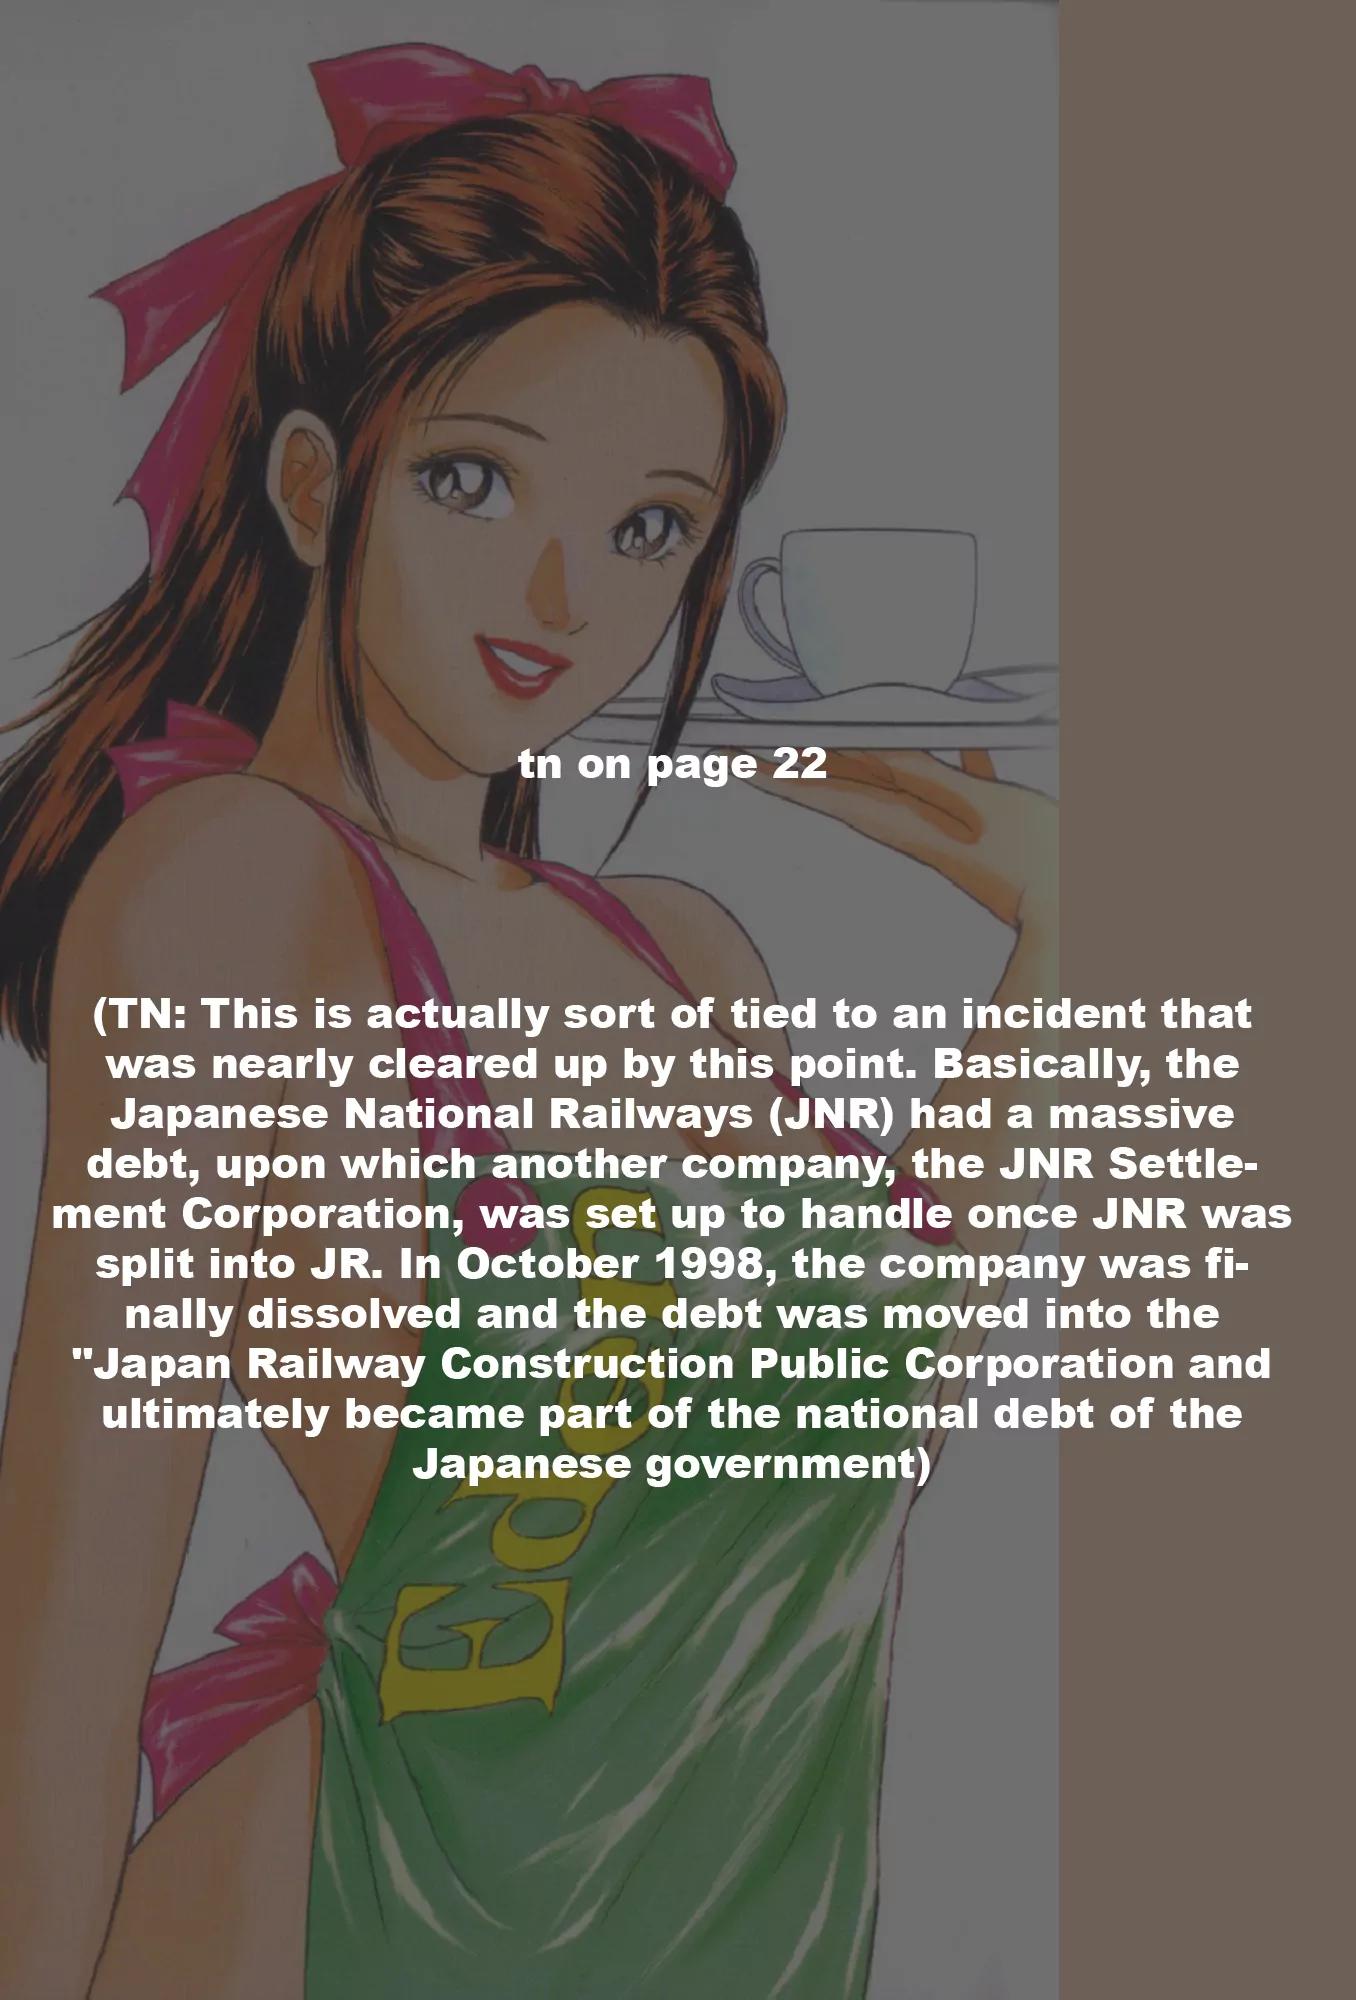 tn on page 22
(TN: This is actually sort of tied to an incident that
was nearly cleared up by this point. Basically, the
Japanese National Railways (JNR) had a massive
debt, upon which another company, the JNR Settle-
ment Corporation, was set up to handle once JNR was
split into JR. In October 1998, the company was fi-
nally dissolved and the debt was moved into the
"Japan Railway Construction Public Corporation and
ultimately became part of the national debt of the
Japanese government)